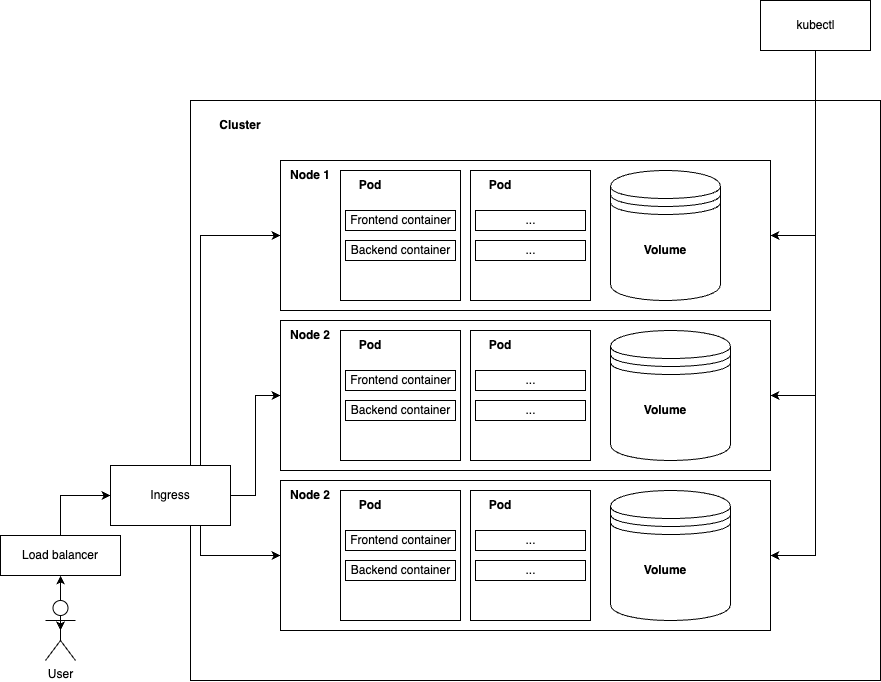 kubectl
Cluster
Node 1
Pod
Pod
Frontend container
...
Backend container
...
Volume
Node 2
Pod
Pod
Frontend container
...
Backend container
...
Volume
Node 2
Pod
Pod
Frontend container
...
Backend container
...
Volume
Ingress
Load balancer
User